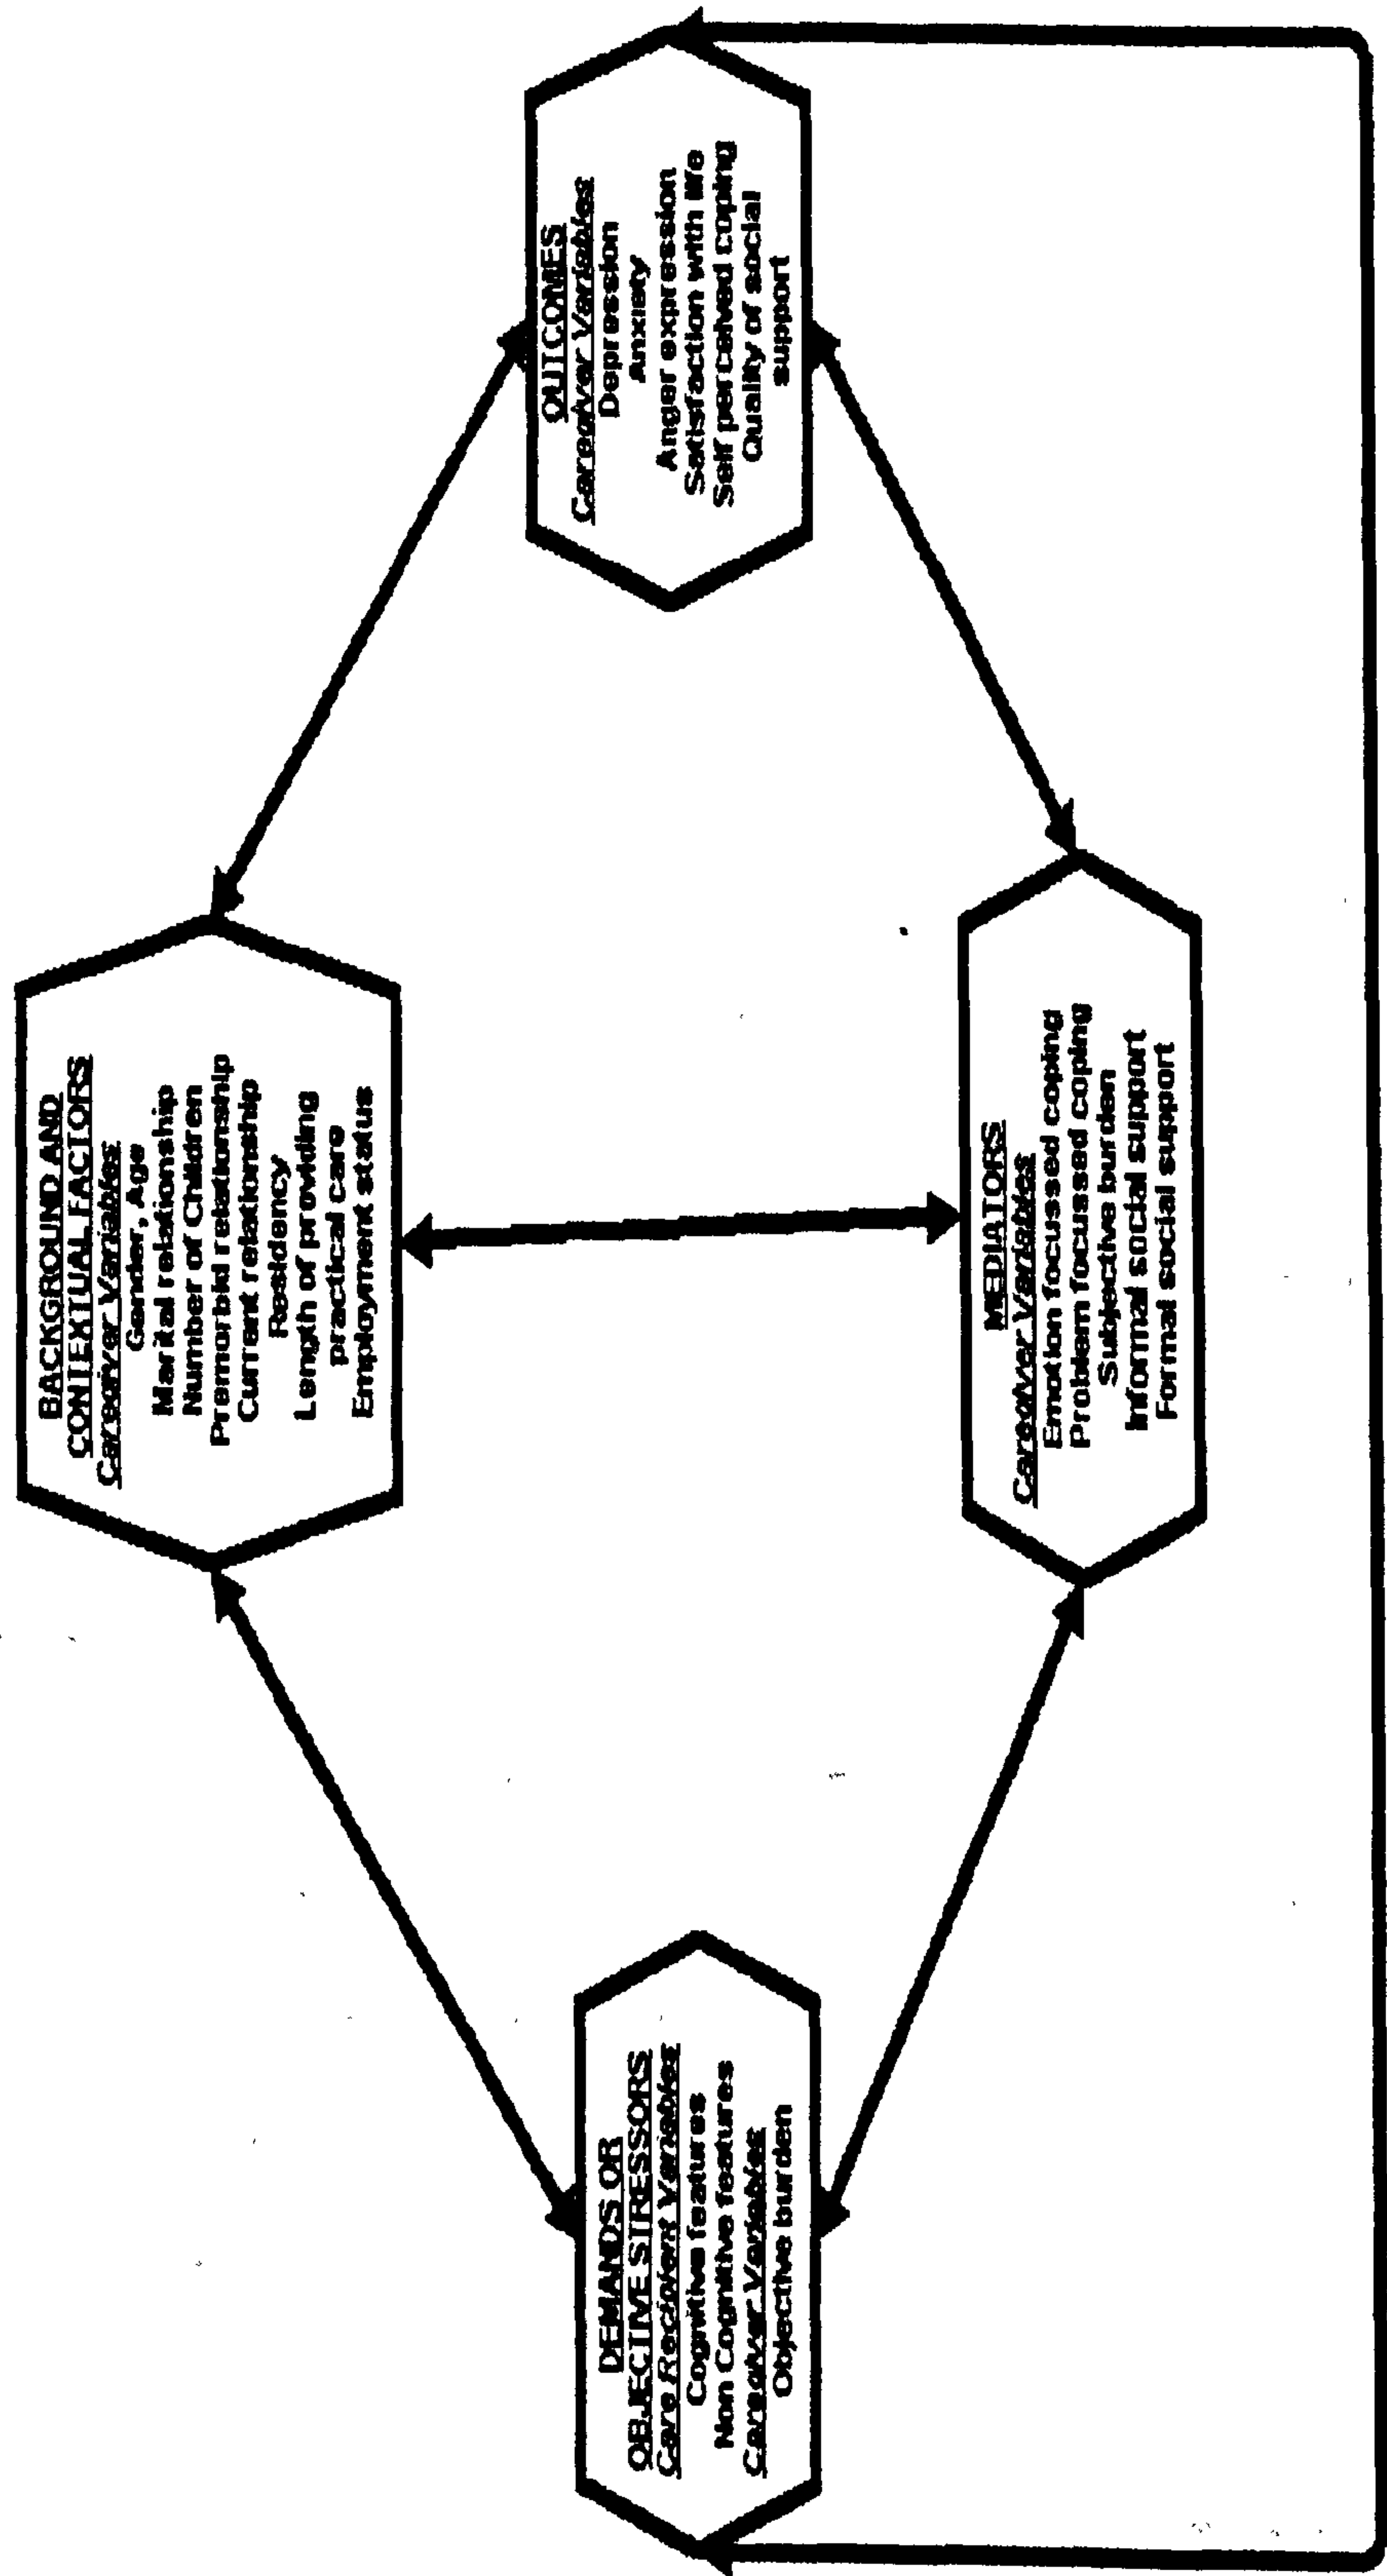 BACKGROUND AND
CONTEXTUAL FACTORS
Caregiver Variables
Gender, Age
Marital relationship
Number of Children
Premorbid relationship
Current relationship
Residency
Length of providing
practical care
Employment status
DEMANDS OR
OBJECTIVE STRESSORS
Care Recipient Variables
Cognitive features
Non Cognitive features
Caregiver Variables
Objective burden
OUTCOMES
Caregiver Variables
Depression
Anxiety
Anger expression
Satisfaction with life
Self perceived coping
Quality of social
support
MEDIATORS
Caregiver Variables
Emotion focussed coping
Problem focussed coping
Subjective burden
Informal social support
Formal social support